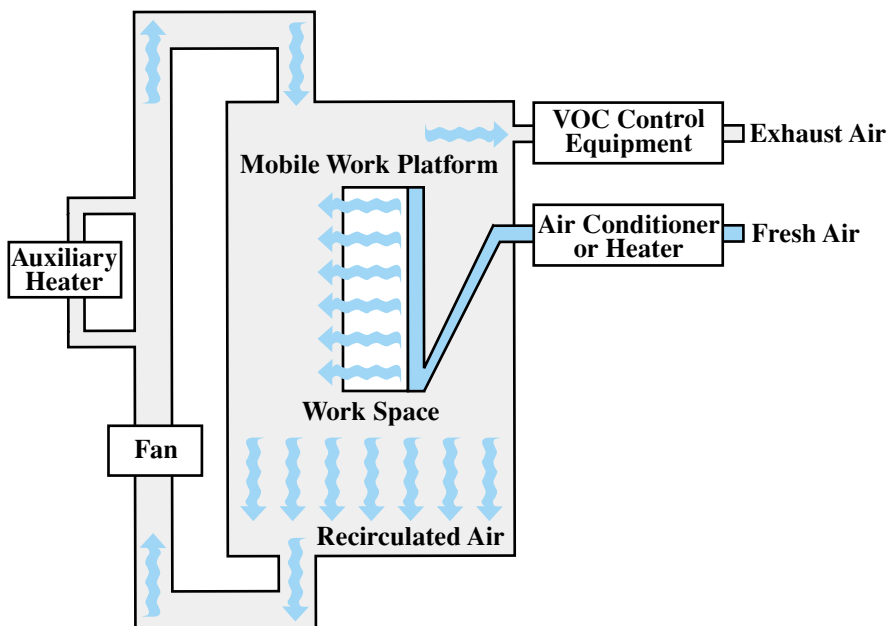 VOC Control
Equipment
Exhaust Air
Mobile Work Platform
Air Conditioner
or Heater
Fresh Air
Auxiliary
Heater
Work Space
Fan
Recirculated Air